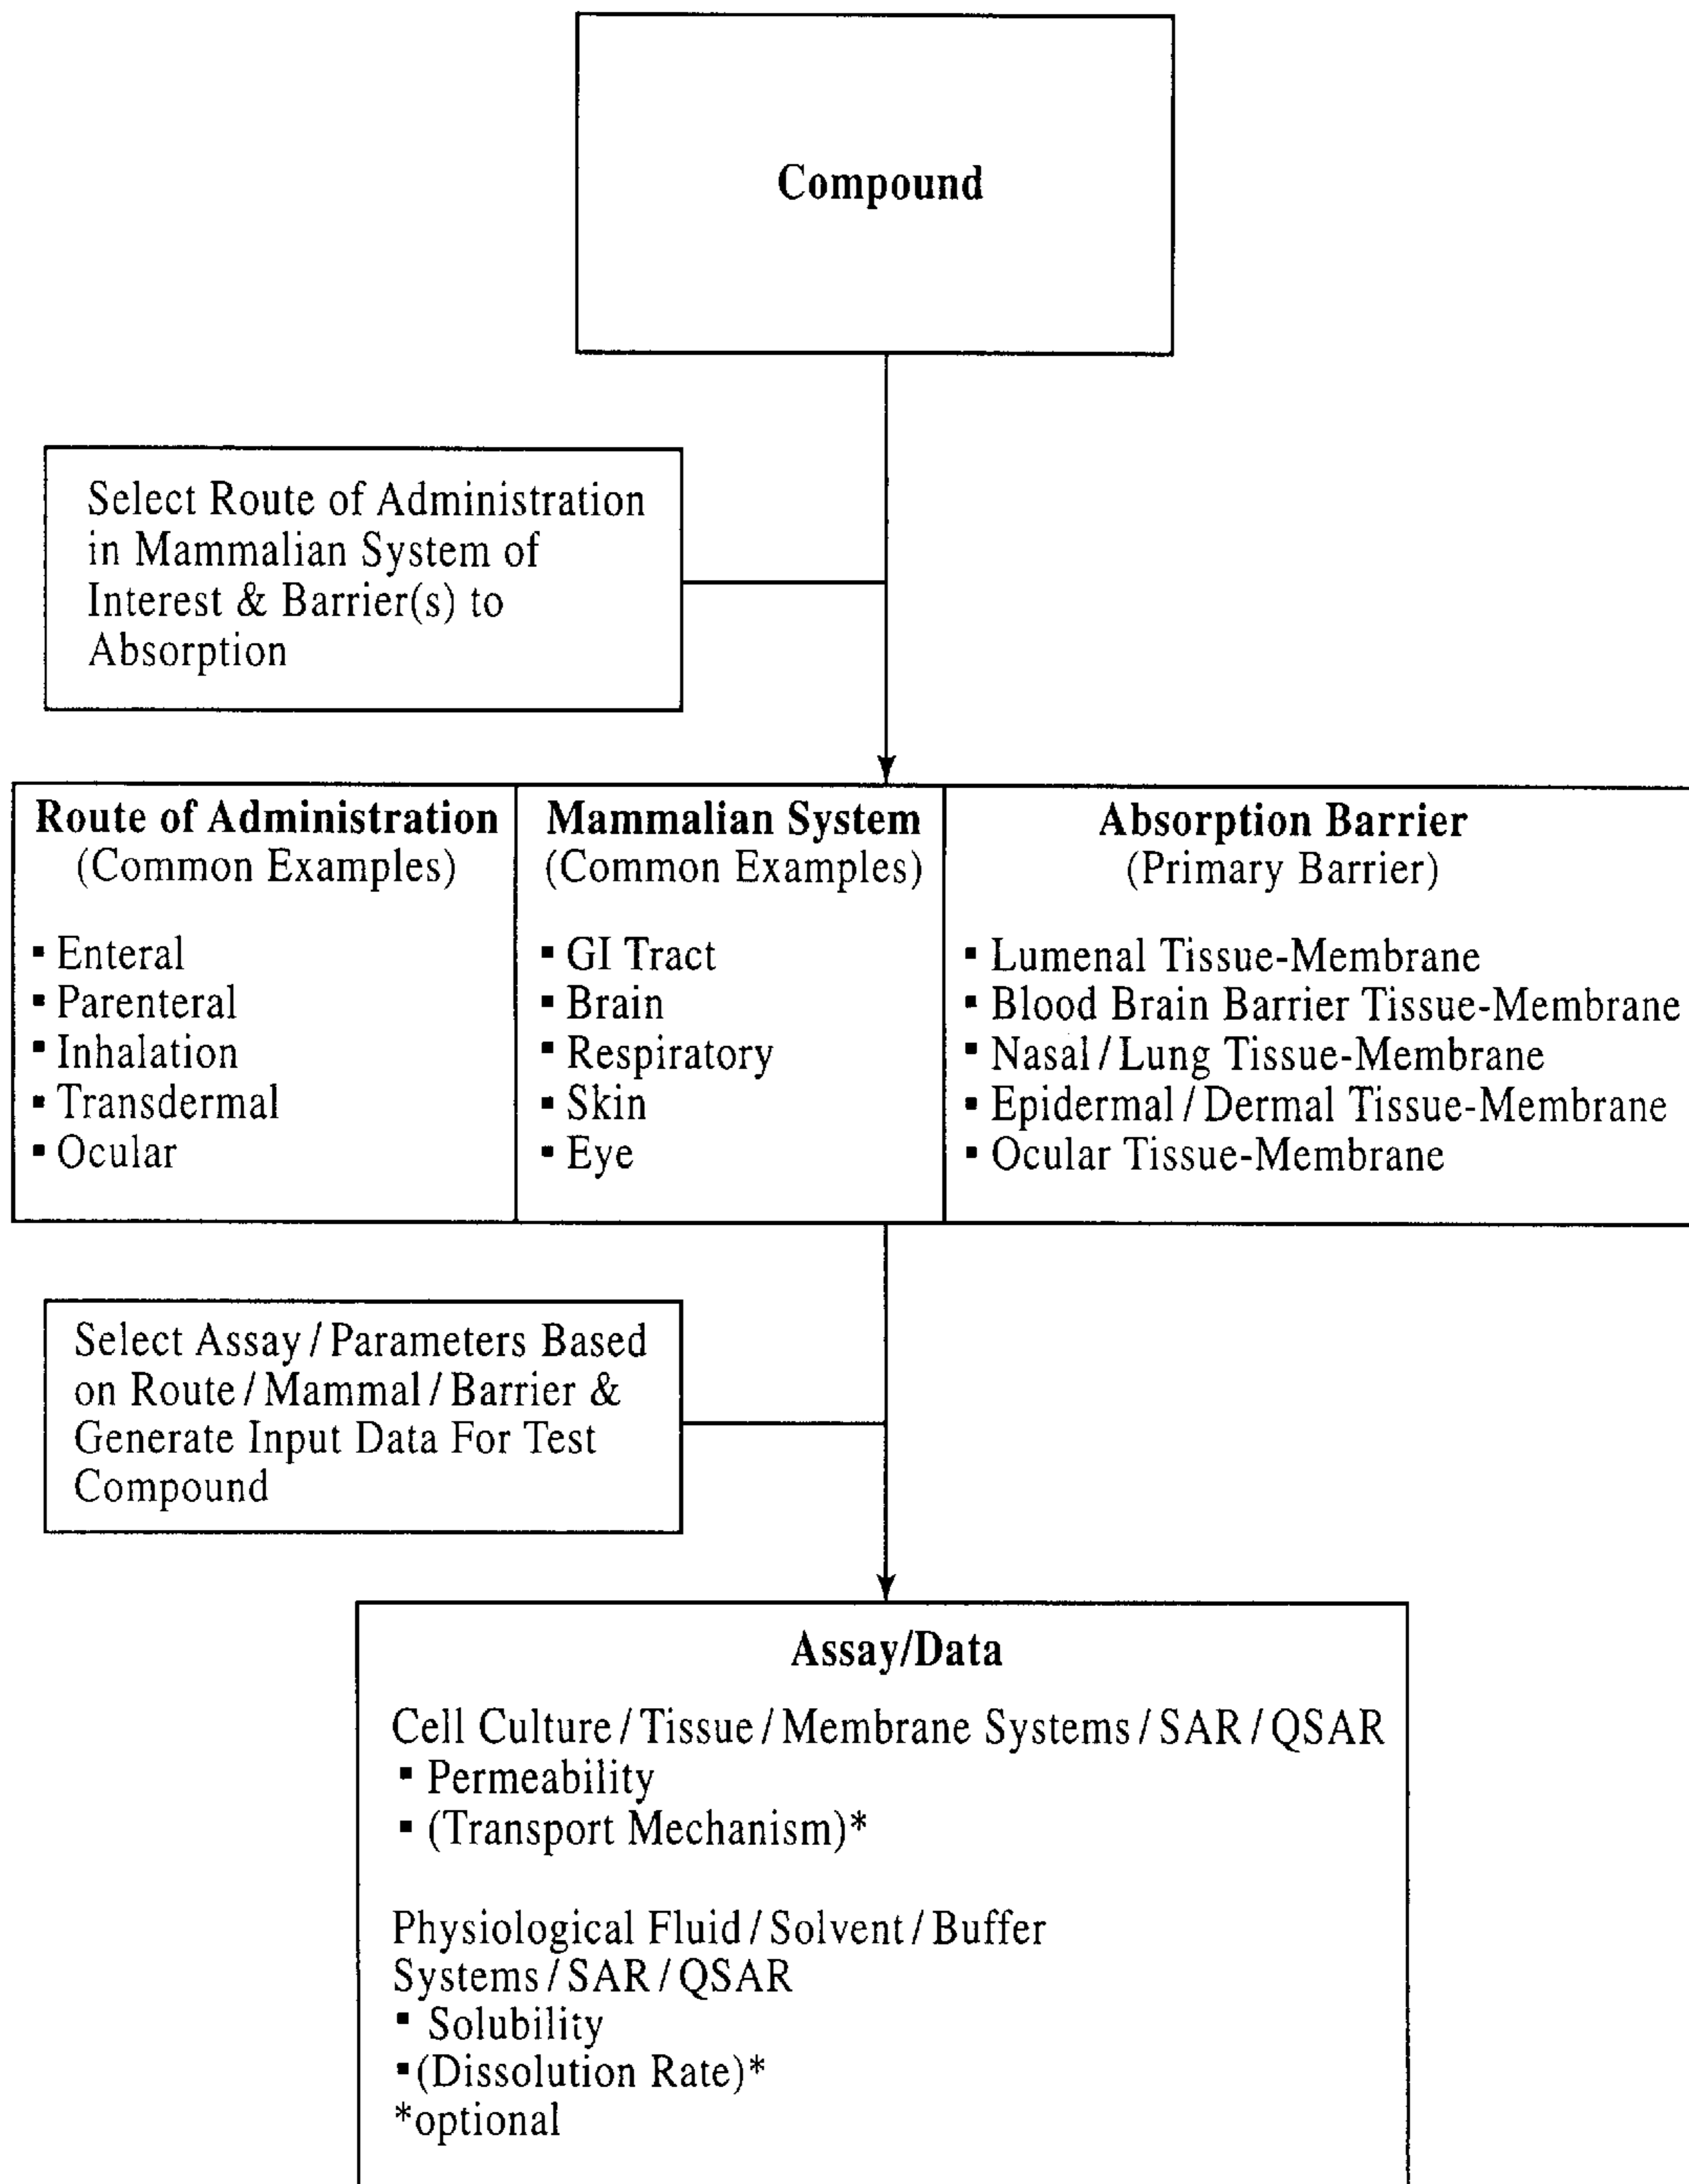 Compound
Select Route of Administration
in Mammalian System of
Interest & Barrier(s) to
Absorption
Route of Administration
(Common Examples)
▪ Enteral
▪ Parenteral
▪ Inhalation
▪ Transdermal
▪ Ocular
Mammalian System
(Common Examples)
▪ GI Tract
▪ Brain
▪ Respiratory
▪ Skin
▪ Eye
Absorption Barrier
(Primary Barrier)
▪ Lumenal Tissue-Membrane
▪ Blood Brain Barrier Tissue-Membrane
▪ Nasal/Lung Tissue-Membrane
▪ Epidermal/Dermal Tissue-Membrane
▪ Ocular Tissue-Membrane
Select Assay/Parameters Based
on Route/Mammal/Barrier &
Generate Input Data For Test
Compound
Assay/Data
Cell Culture/Tissue/Membrane Systems/SAR/QSAR
▪ Permeability
▪ (Transport Mechanism)*
Physiological Fluid/Solvent/Buffer
Systems/SAR/QSAR
▪ Solubility
▪ (Dissolution Rate)*
*optional